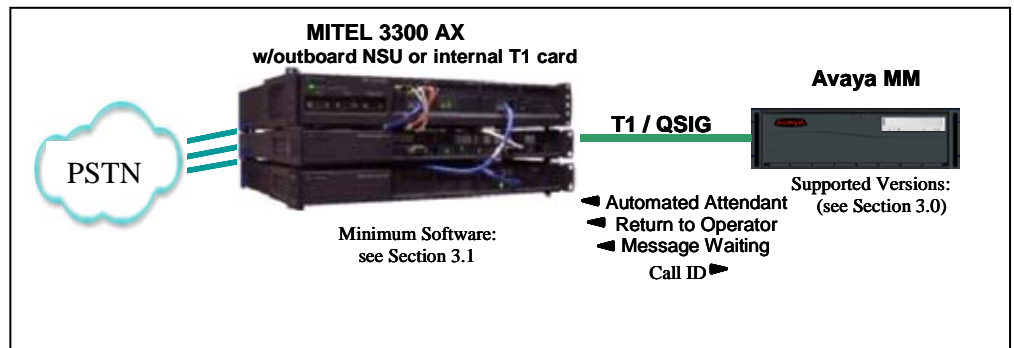 MITEL 3300 AX
w/outboard NSU or internal T1 card
Avaya MM
T1 / QSIG
PSTN
Supported Versions:
(see Section 3.0)
Automated Attendant
Return to Operator
Message Waiting
Call ID
Minimum Software:
see Section 3.1